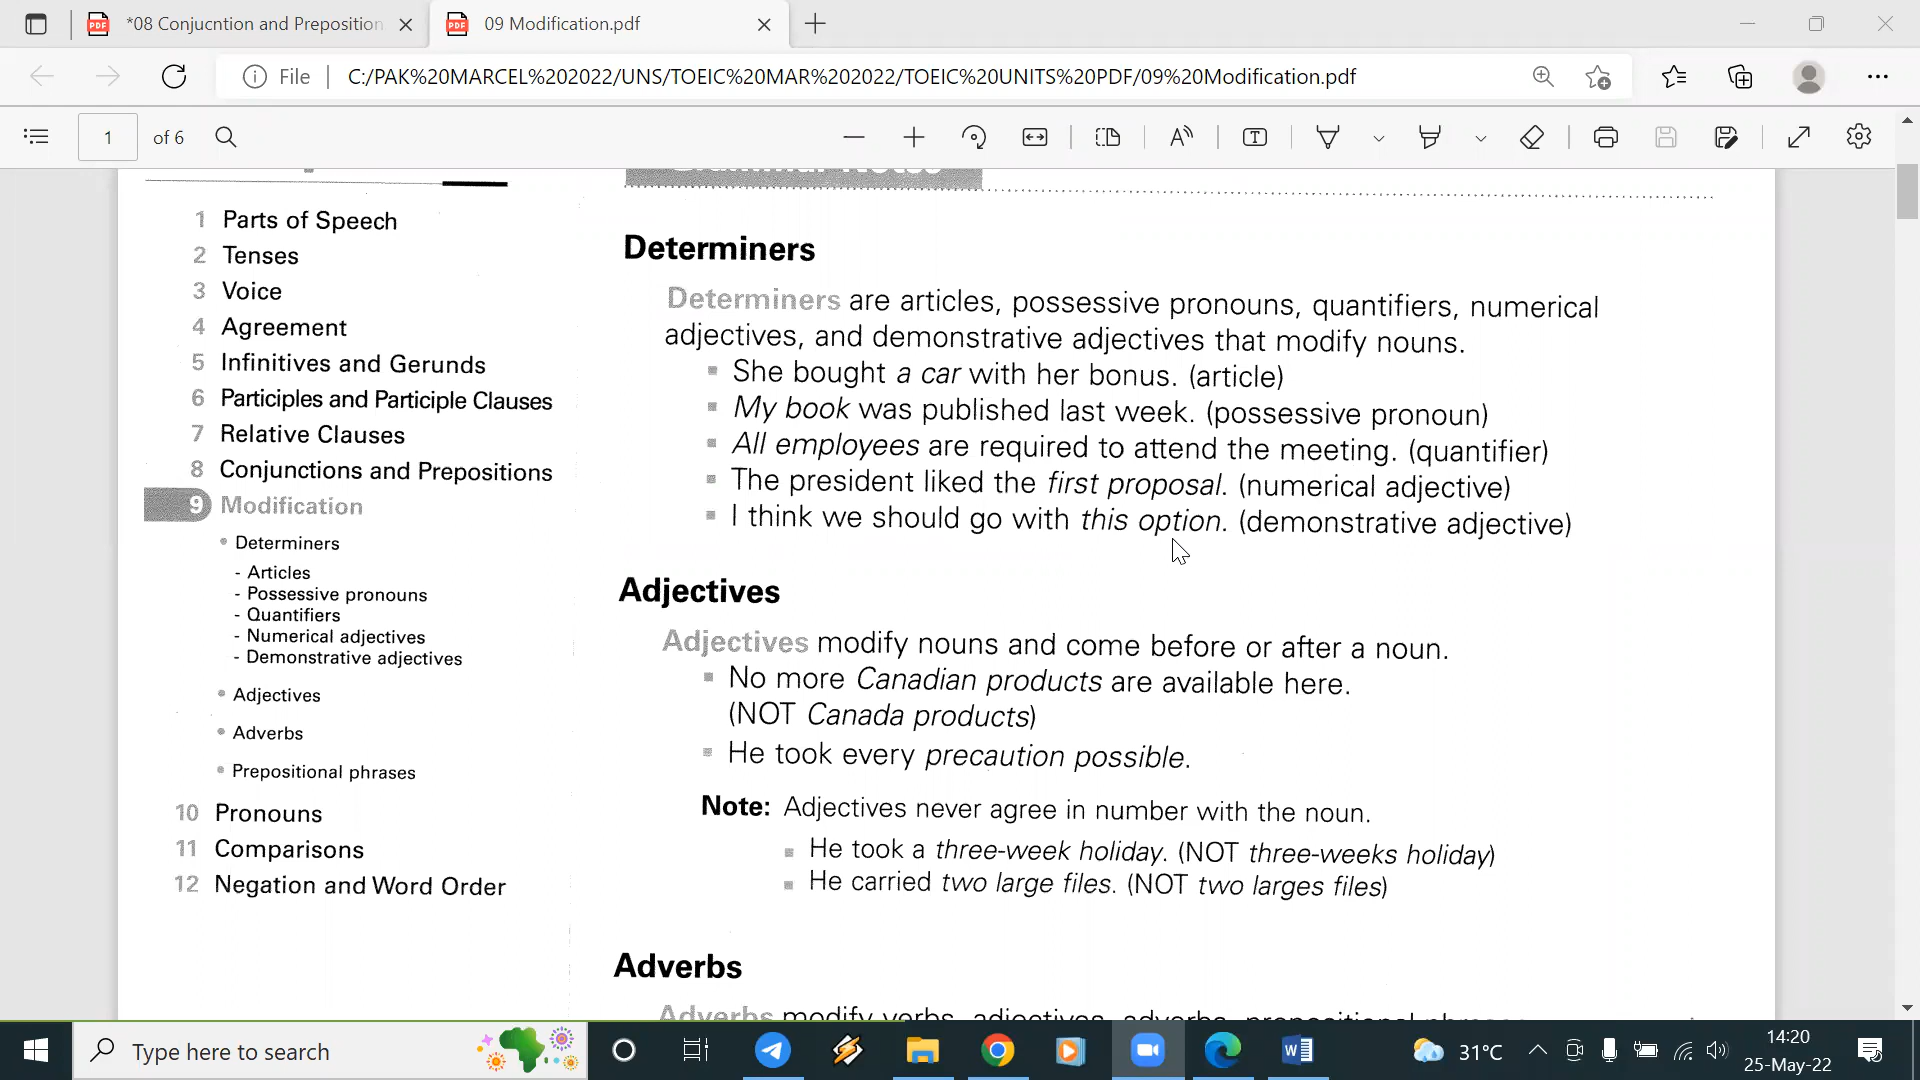 *08 Conjucntion and Preposition
09 Modification.pdf
File
C:/PAK%20MARCEL%202022/UNS/TOEIC%20MAR%202022/TOEIC%20UNITS%20PDF/09%20Modification.pdf
1 of 6
1 Parts of Speech
2 Tenses
3 Voice
4 Agreement
5 Infinitives and Gerunds
6 Participles and Participle Clauses
7 Relative Clauses
8 Conjunctions and Prepositions
9 Modification
Determiners
- Articles
- Possessive pronouns
- Quantifiers
- Numerical adjectives
- Demonstrative adjectives
Adjectives
Adverbs
Prepositional phrases
10 Pronouns
11 Comparisons
12 Negation and Word Order
Determiners
Determiners are articles, possessive pronouns, quantifiers, numerical
adjectives, and demonstrative adjectives that modify nouns.
She bought a car with her bonus. (article)
My book was published last week. (possessive pronoun)
All employees are required to attend the meeting. (quantifier)
The president liked the first proposal. (numerical adjective)
I think we should go with this option. (demonstrative adjective)
Adjectives
Adjectives modify nouns and come before or after a noun.
No more Canadian products are available here.
(NOT Canada products)
He took every precaution possible.
Note: Adjectives never agree in number with the noun.
He took a three-week holiday. (NOT three-weeks holiday)
He carried two large files. (NOT two larges files)
Adverbs
Adverbs modify verbs, adjectives, adverbs, prepositional
Type here to search
31°C
14:20
25-May-22